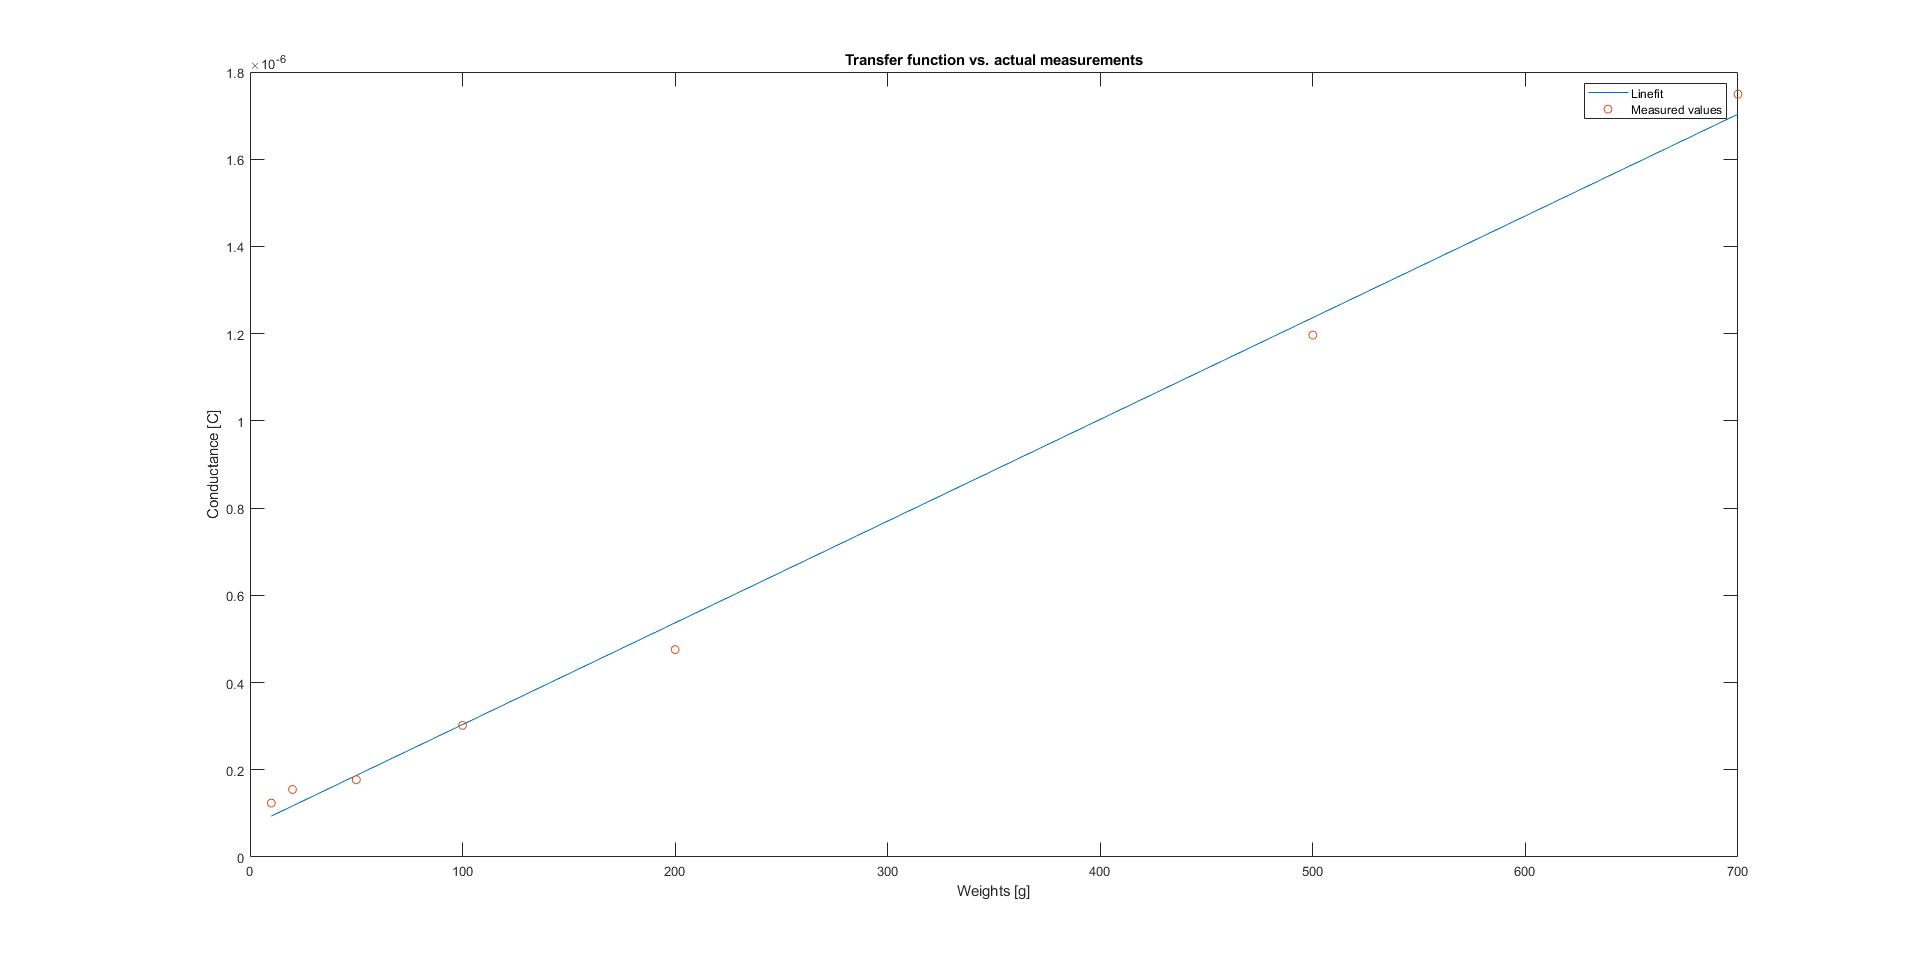 Transfer function vs. actual measurements
×10-6
1.8
1.6
1.4
1.2
1
0.8
0.6
0.4
0.2
0
Conductance [C]
Linefit
Measured values
0 100 200 300 400 500 600 700
Weights [g]